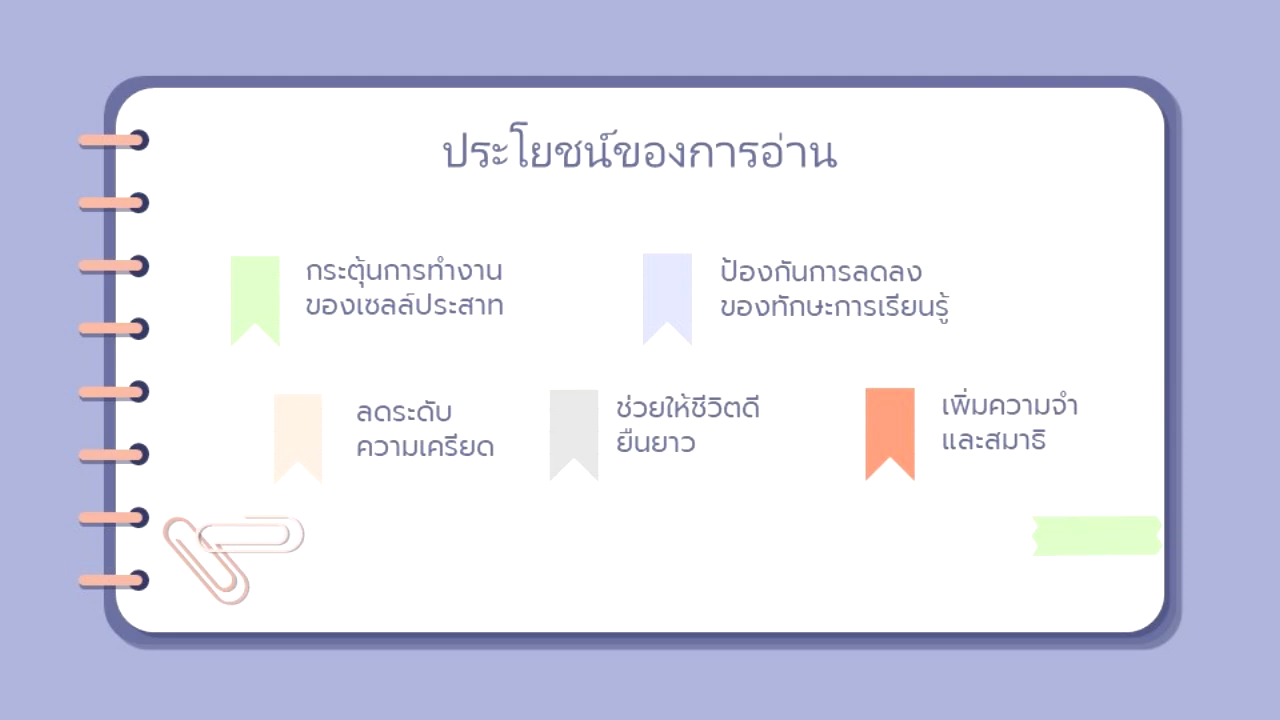 ประโยชน์ของการอ่าน
กระตุ้นการทำงาน
ของเซลล์ประสาท
ป้องกันการลดลง
ของทักษะการเรียนรู้
ลดระดับ
ความเครียด
ช่วยให้ชีวิตดี
ยืนยาว
เพิ่มความจำ
และสมาธิ